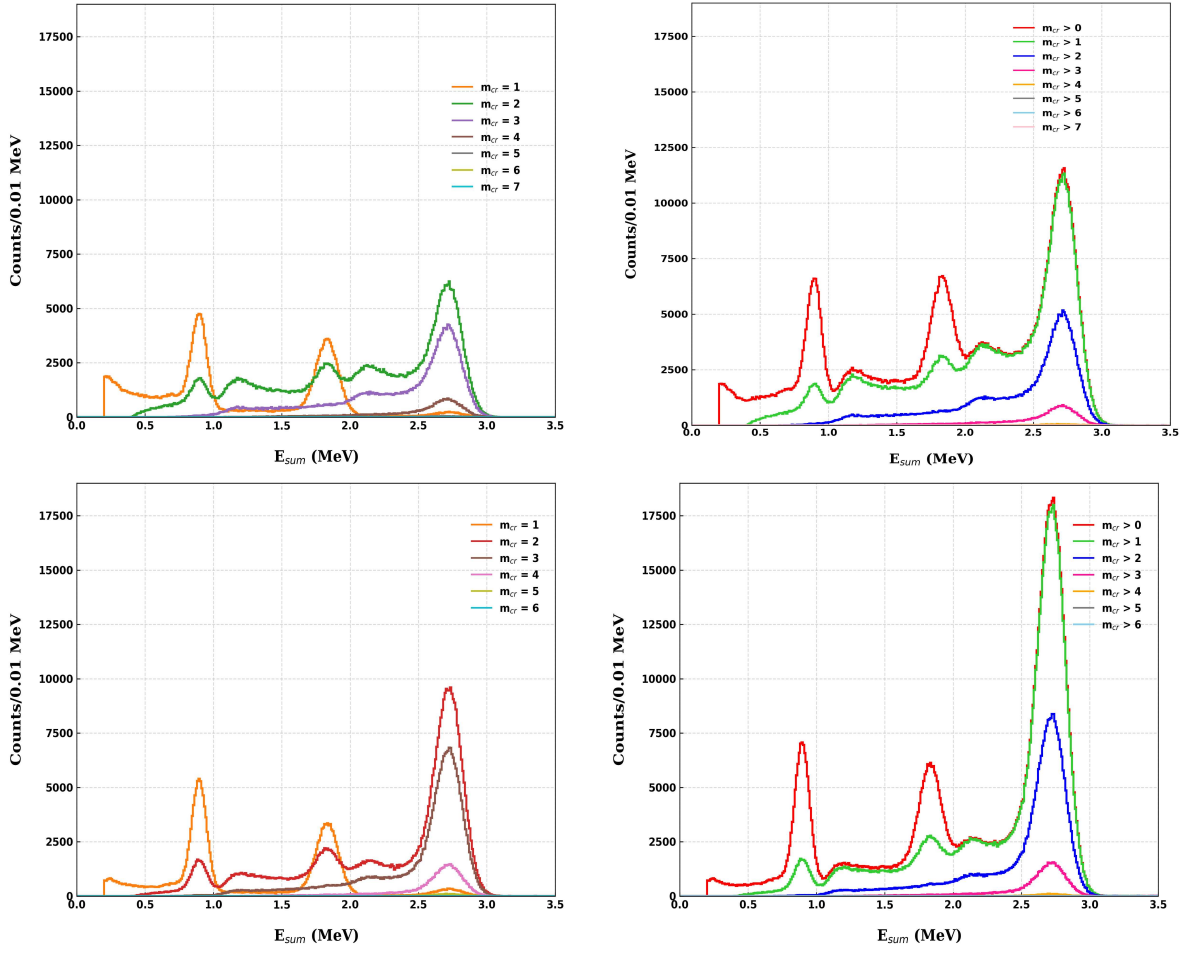 17500
15000
12500
10000
7500
5000
2500
0
0.0 0.5 1.0 1.5 2.0 2.5 3.0 3.5
Counts/0.01 MeV
E_sum (MeV)
m_cr = 1
m_cr = 2
m_cr = 3
m_cr = 4
m_cr = 5
m_cr = 6
m_cr = 7
17500
15000
12500
10000
7500
5000
2500
0
0.0 0.5 1.0 1.5 2.0 2.5 3.0 3.5
Counts/0.01 MeV
E_sum (MeV)
m_cr > 0
m_cr > 1
m_cr > 2
m_cr > 3
m_cr > 4
m_cr > 5
m_cr > 6
m_cr > 7
17500
15000
12500
10000
7500
5000
2500
0
0.0 0.5 1.0 1.5 2.0 2.5 3.0 3.5
Counts/0.01 MeV
E_sum (MeV)
m_cr = 1
m_cr = 2
m_cr = 3
m_cr = 4
m_cr = 5
m_cr = 6
17500
15000
12500
10000
7500
5000
2500
0
0.0 0.5 1.0 1.5 2.0 2.5 3.0 3.5
Counts/0.01 MeV
E_sum (MeV)
m_cr > 0
m_cr > 1
m_cr > 2
m_cr > 3
m_cr > 4
m_cr > 5
m_cr > 6